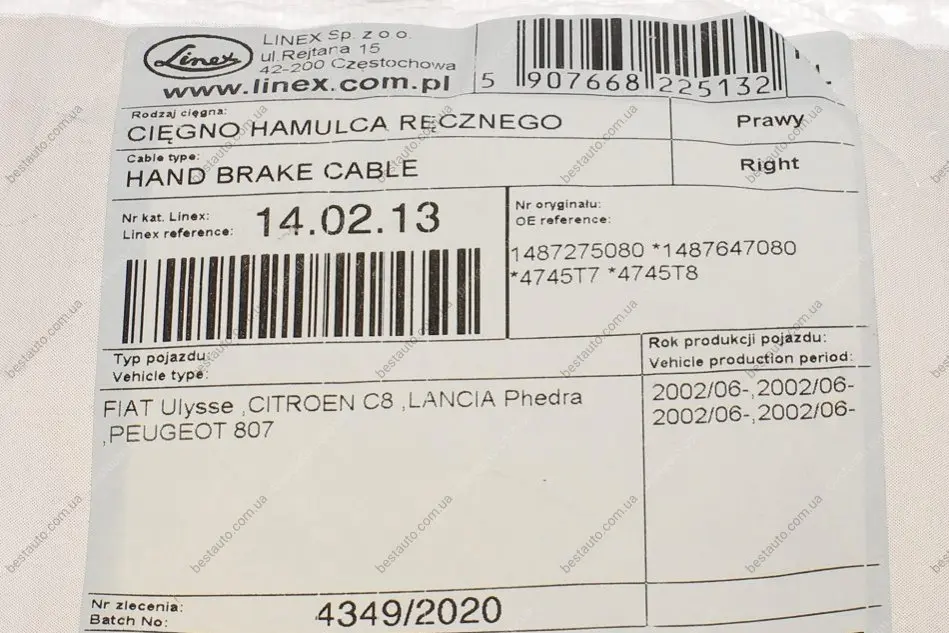 Linex
LINEX Sp. z o.o.
ul.Rejtana 15
42-200 Częstochowa
www.linex.com.pl
5 907668 225132
Rodzaj cięgna:
CIĘGNO HAMULCA RĘCZNEGO
Prawy
Cable type:
HAND BRAKE CABLE
Right
Nr kat. Linex:
Linex reference:
14.02.13
Nr oryginału:
OE reference:
1487275080 *1487647080
*4745T7 *4745T8
Typ pojazdu:
Vehicle type:
Rok produkcji pojazdu:
Vehicle production period:
FIAT Ulysse ,CITROEN C8 ,LANCIA Phedra
,PEUGEOT 807
2002/06-,2002/06-
2002/06-,2002/06-
Nr zlecenia:
Batch No:
4349/2020
bestauto.com.ua